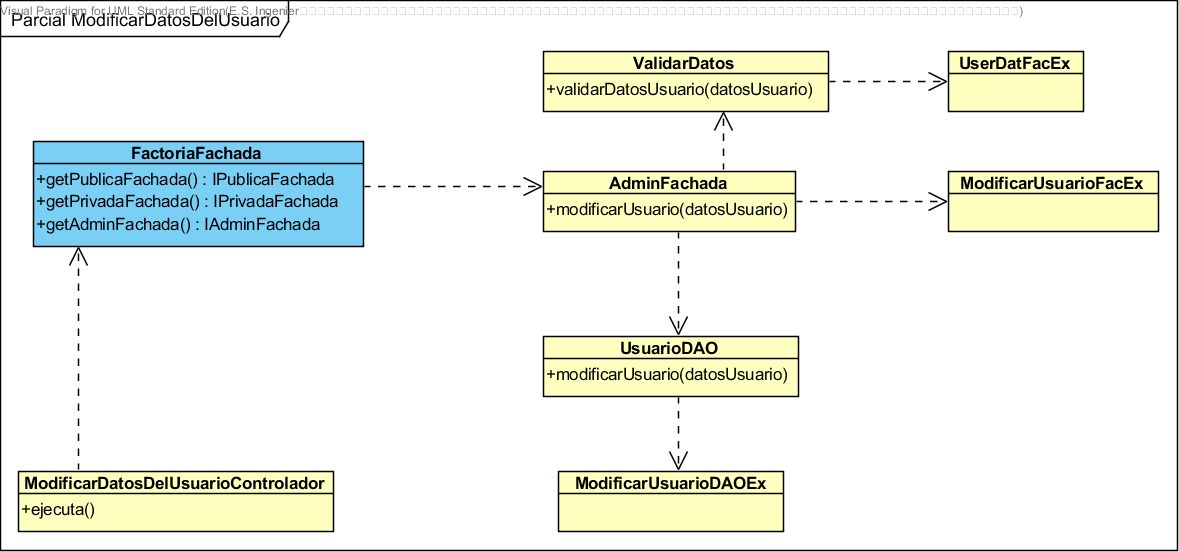 Visual Paradigm for UML Standard Edition(E.S. Ingenier
Parcial ModificarDatosDelUsuario
ValidarDatos
+validarDatosUsuario(datosUsuario)
UserDatFacEx
FactoriaFachada
+getPublicaFachada() : IPublicaFachada
+getPrivadaFachada() : IPrivadaFachada
+getAdminFachada() : IAdminFachada
AdminFachada
+modificarUsuario(datosUsuario)
ModificarUsuarioFacEx
UsuarioDAO
+modificarUsuario(datosUsuario)
ModificarDatosDelUsuarioControlador
+ejecuta()
ModificarUsuarioDAOEx